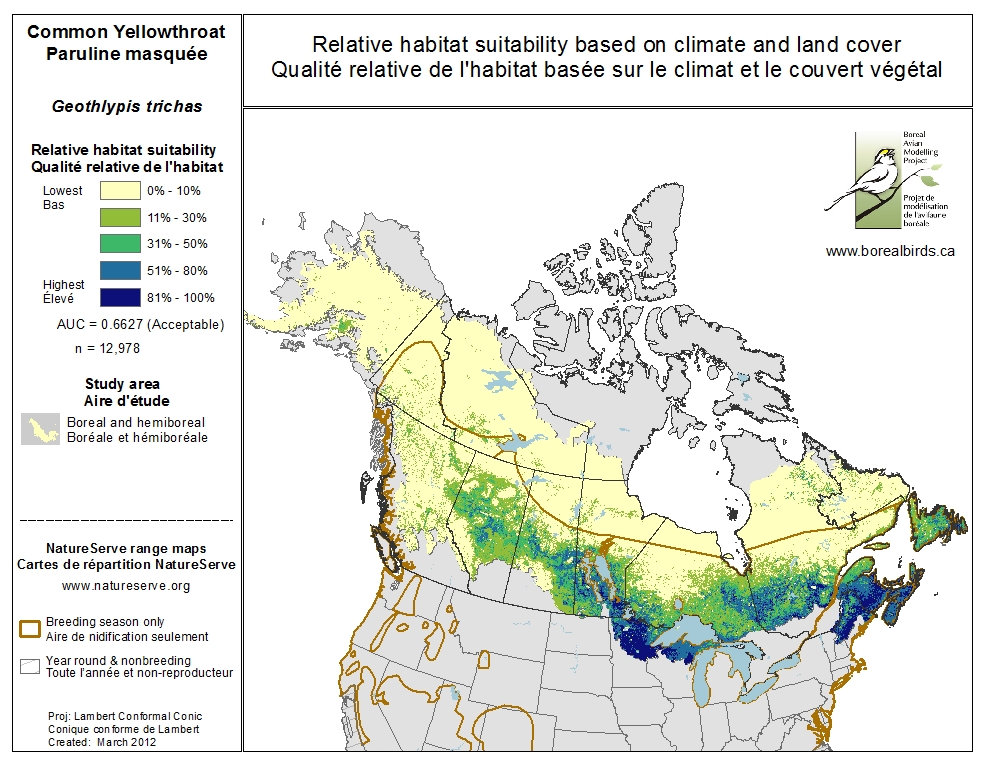 Common Yellowthroat
Paruline masquée
Geothlypis trichas
Relative habitat suitability
Qualité relative de l'habitat
Lowest
Bas
0% - 10%
11% - 30%
31% - 50%
51% - 80%
Highest
Élevé
81% - 100%
AUC = 0.6627 (Acceptable)
n = 12,978
Study area
Aire d'étude
Boreal and hemiboreal
Boréale et hémiboréale
NatureServe range maps
Cartes de répartition NatureServe
www.natureserve.org
Breeding season only
Aire de nidification seulement
Year round & nonbreeding
Toute l'année et non-reproducteur
Proj: Lambert Conformal Conic
Conique conforme de Lambert
Created: March 2012
Relative habitat suitability based on climate and land cover
Qualité relative de l'habitat basée sur le climat et le couvert végétal
Boreal
Avian
Modelling
Project
Projet de
modélisation
de l'avifaune
boréale
www.borealbirds.ca